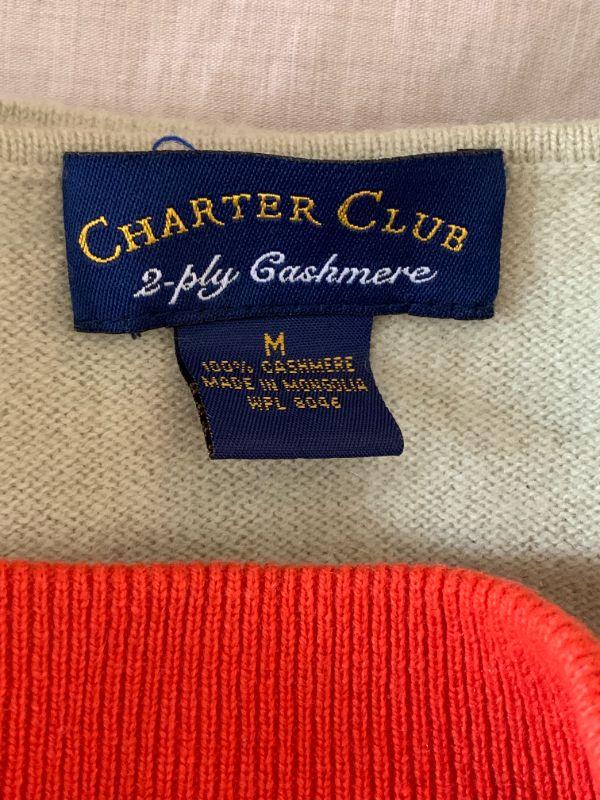 CHARTER CLUB
2-ply Cashmere
M
100% CASHMERE
MADE IN MONGOLIA
WPL 8046